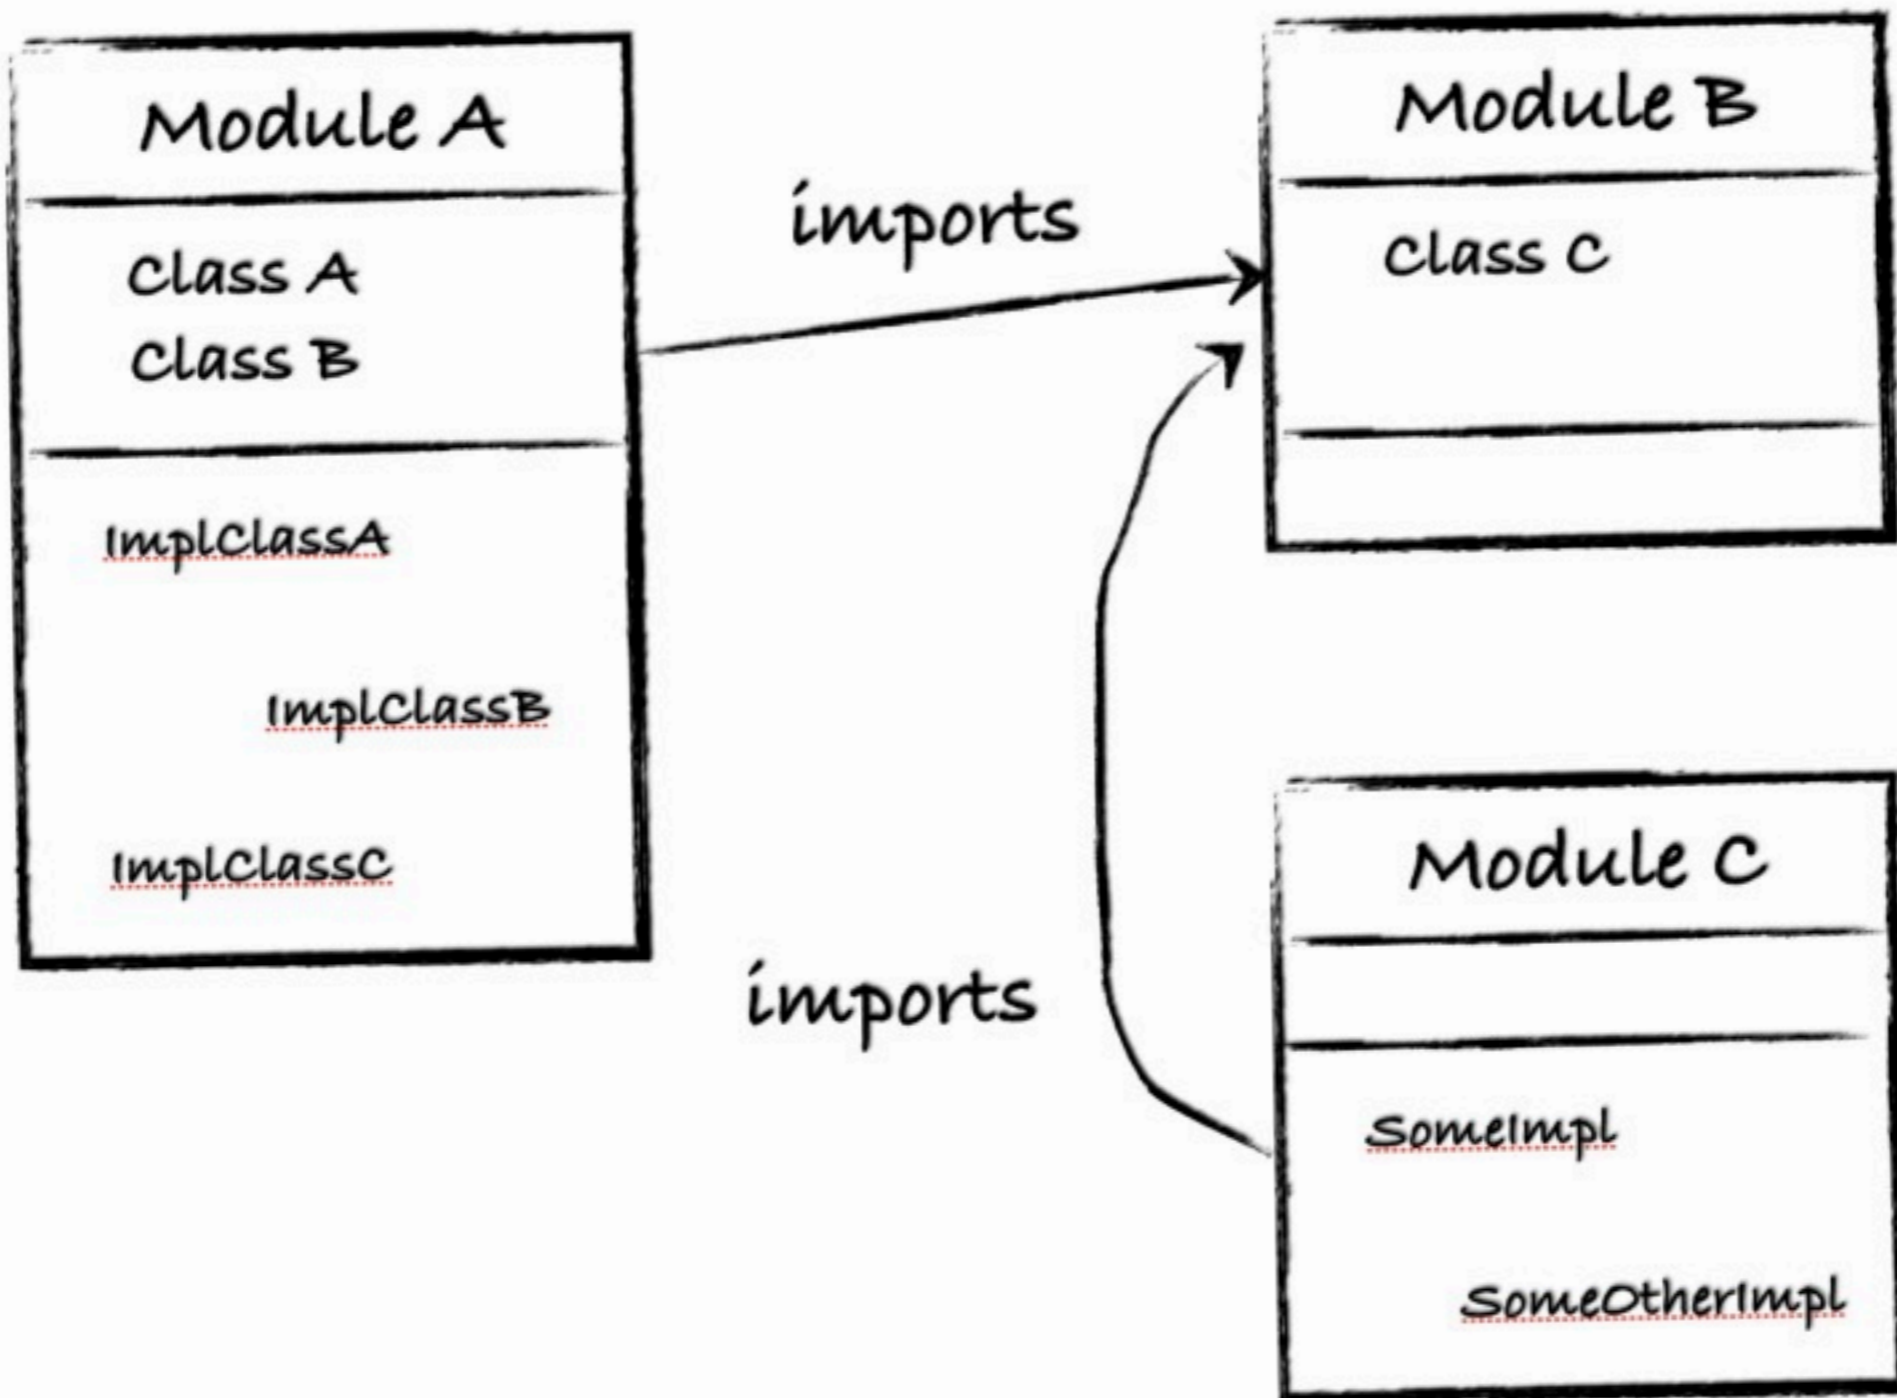 Module A
Class A
Class B
ImplClassA
ImplClassB
ImplClassC
imports
Module B
Class C
imports
Module C
SomeImpl
SomeOtherImpl